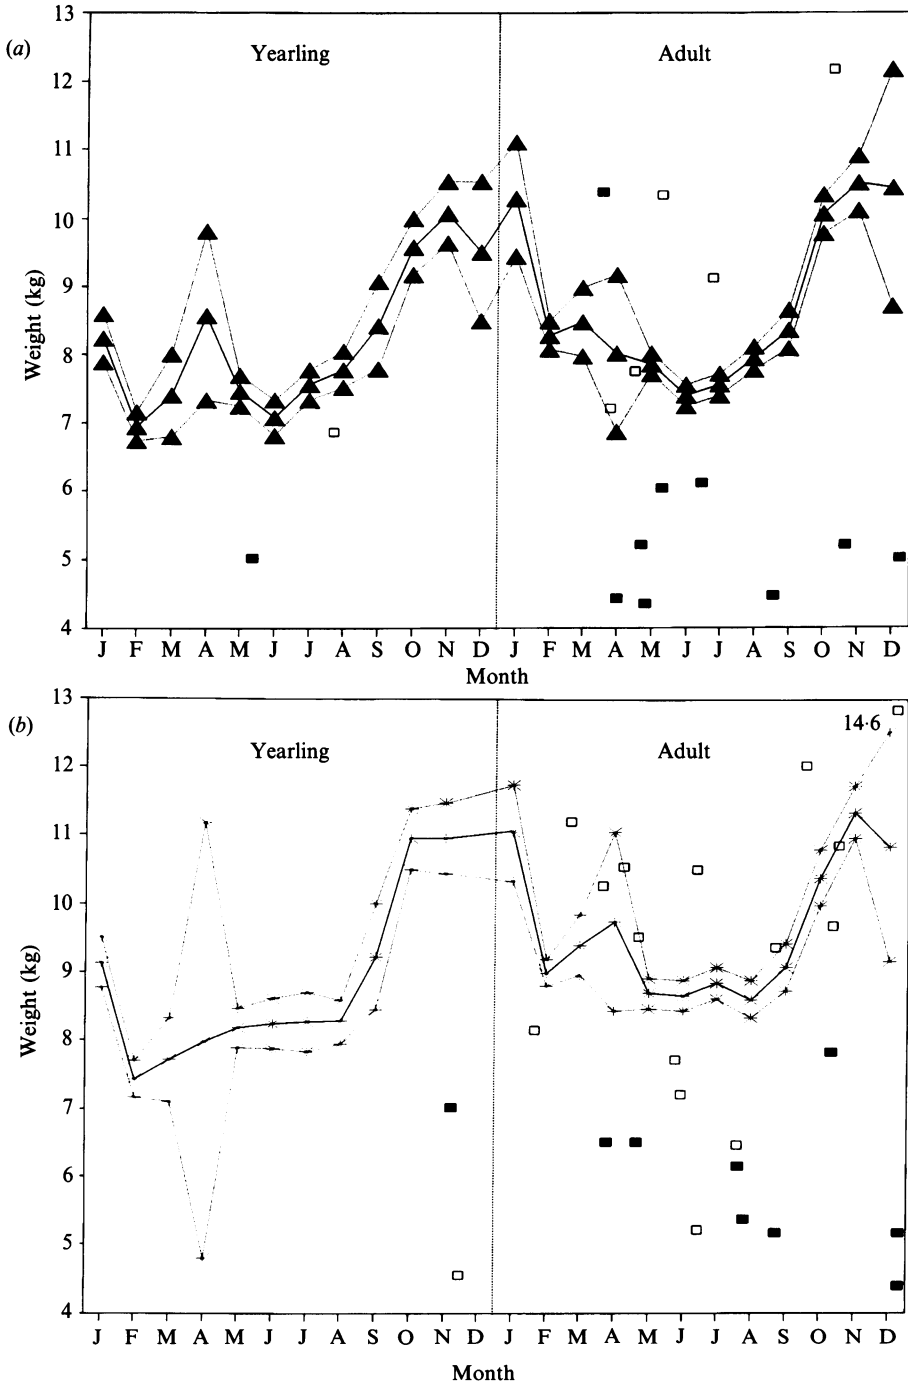 (a)
Yearling
Adult
Weight (kg)
13
12
11
10
9
8
7
6
5
4
J F M A M J J A S O N D J F M A M J J A S O N D
Month
(b)
Yearling
Adult
14·6
Weight (kg)
13
12
11
10
9
8
7
6
5
4
J F M A M J J A S O N D J F M A M J J A S O N D
Month